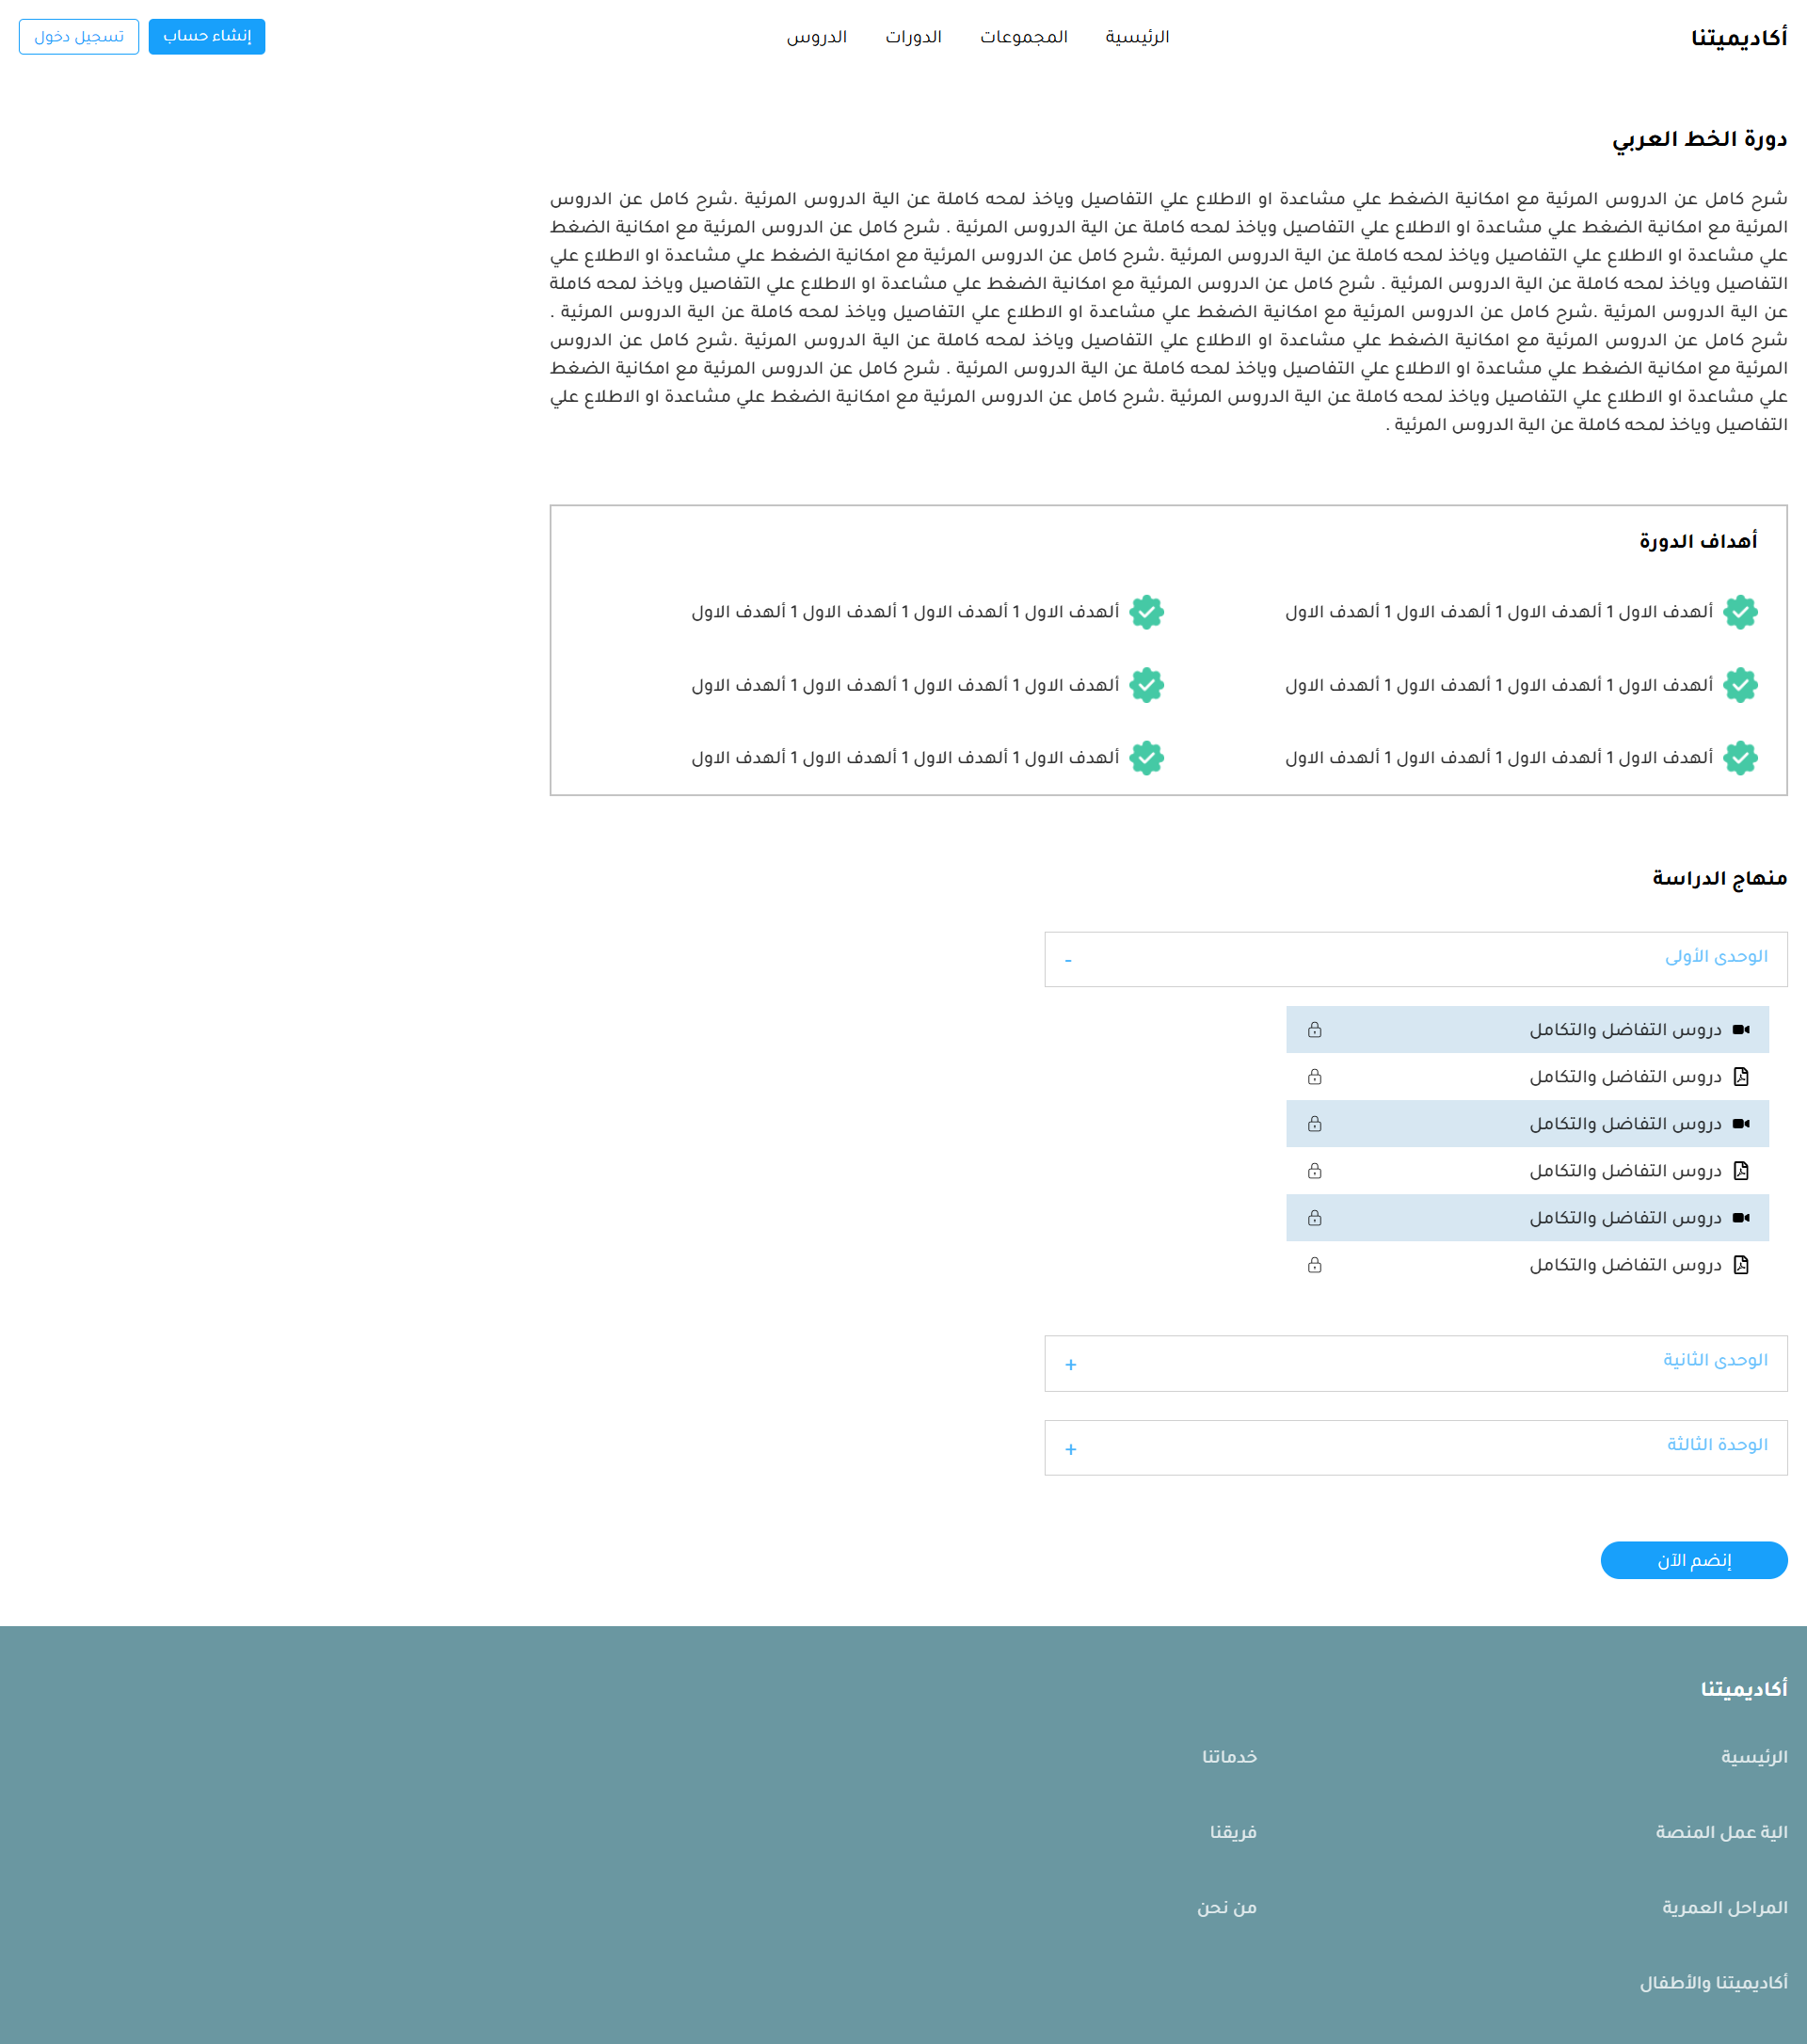 أكاديميتنا
الرئيسية
المجموعات
الدورات
الدروس
إنشاء حساب
تسجيل دخول
دورة الخط العربي
شرح كامل عن الدروس المرئية مع امكانية الضغط علي مشاعدة او الاطلاع علي التفاصيل وياخذ لمحه كاملة عن الية الدروس المرئية .شرح كامل عن الدروس
المرئية مع امكانية الضغط علي مشاعدة او الاطلاع علي التفاصيل وياخذ لمحه كاملة عن الية الدروس المرئية . شرح كامل عن الدروس المرئية مع امكانية الضغط
علي مشاعدة او الاطلاع علي التفاصيل وياخذ لمحه كاملة عن الية الدروس المرئية .شرح كامل عن الدروس المرئية مع امكانية الضغط علي مشاعدة او الاطلاع علي
التفاصيل وياخذ لمحه كاملة عن الية الدروس المرئية . شرح كامل عن الدروس المرئية مع امكانية الضغط علي مشاعدة او الاطلاع علي التفاصيل وياخذ لمحه كاملة
عن الية الدروس المرئية .شرح كامل عن الدروس المرئية مع امكانية الضغط علي مشاعدة او الاطلاع علي التفاصيل وياخذ لمحه كاملة عن الية الدروس المرئية .
شرح كامل عن الدروس المرئية مع امكانية الضغط علي مشاعدة او الاطلاع علي التفاصيل وياخذ لمحه كاملة عن الية الدروس المرئية .شرح كامل عن الدروس
المرئية مع امكانية الضغط علي مشاعدة او الاطلاع علي التفاصيل وياخذ لمحه كاملة عن الية الدروس المرئية . شرح كامل عن الدروس المرئية مع امكانية الضغط
علي مشاعدة او الاطلاع علي التفاصيل وياخذ لمحه كاملة عن الية الدروس المرئية .شرح كامل عن الدروس المرئية مع امكانية الضغط علي مشاعدة او الاطلاع علي
التفاصيل وياخذ لمحه كاملة عن الية الدروس المرئية .
أهداف الدورة
ألهدف الاول 1 ألهدف الاول 1 ألهدف الاول 1 ألهدف الاول
ألهدف الاول 1 ألهدف الاول 1 ألهدف الاول 1 ألهدف الاول
ألهدف الاول 1 ألهدف الاول 1 ألهدف الاول 1 ألهدف الاول
ألهدف الاول 1 ألهدف الاول 1 ألهدف الاول 1 ألهدف الاول
ألهدف الاول 1 ألهدف الاول 1 ألهدف الاول 1 ألهدف الاول
ألهدف الاول 1 ألهدف الاول 1 ألهدف الاول 1 ألهدف الاول
منهاج الدراسة
الوحدى الأولى -
دروس التفاضل والتكامل
دروس التفاضل والتكامل
دروس التفاضل والتكامل
دروس التفاضل والتكامل
دروس التفاضل والتكامل
دروس التفاضل والتكامل
الوحدى الثانية +
الوحدة الثالثة +
إنضم الآن
أكاديميتنا
الرئيسية
خدماتنا
الية عمل المنصة
فريقنا
المراحل العمرية
من نحن
أكاديميتنا والأطفال